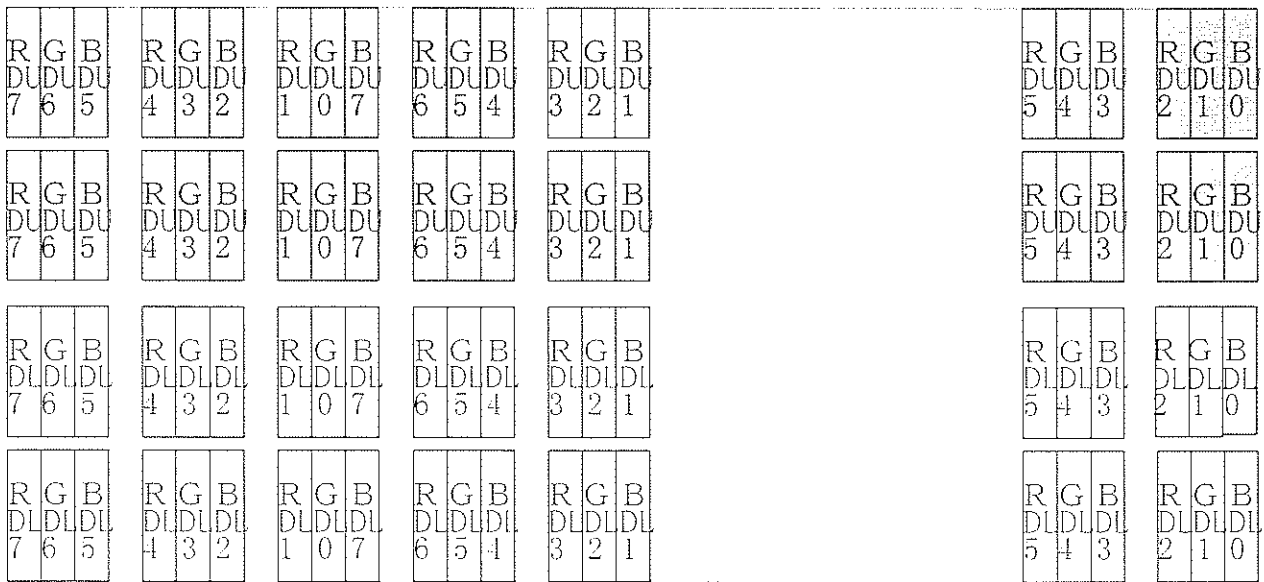 R G B R G B R G B R G B R G B R G B R G B
DU DU DU DU DU DU DU DU DU DU DU DU DU DU DU DU DU DU DU DU DU
7 6 5 4 3 2 1 0 7 6 5 4 3 2 1 5 4 3 2 1 0
R G B R G B R G B R G B R G B R G B R G B
DU DU DU DU DU DU DU DU DU DU DU DU DU DU DU DU DU DU DU DU DU
7 6 5 4 3 2 1 0 7 6 5 4 3 2 1 5 4 3 2 1 0
R G B R G B R G B R G B R G B R G B R G B
DL DL DL DL DL DL DL DL DL DL DL DL DL DL DL DL DL DL DL DL DL
7 6 5 4 3 2 1 0 7 6 5 4 3 2 1 5 4 3 2 1 0
R G B R G B R G B R G B R G B R G B R G B
DL DL DL DL DL DL DL DL DL DL DL DL DL DL DL DL DL DL DL DL DL
7 6 5 4 3 2 1 0 7 6 5 4 3 2 1 5 4 3 2 1 0